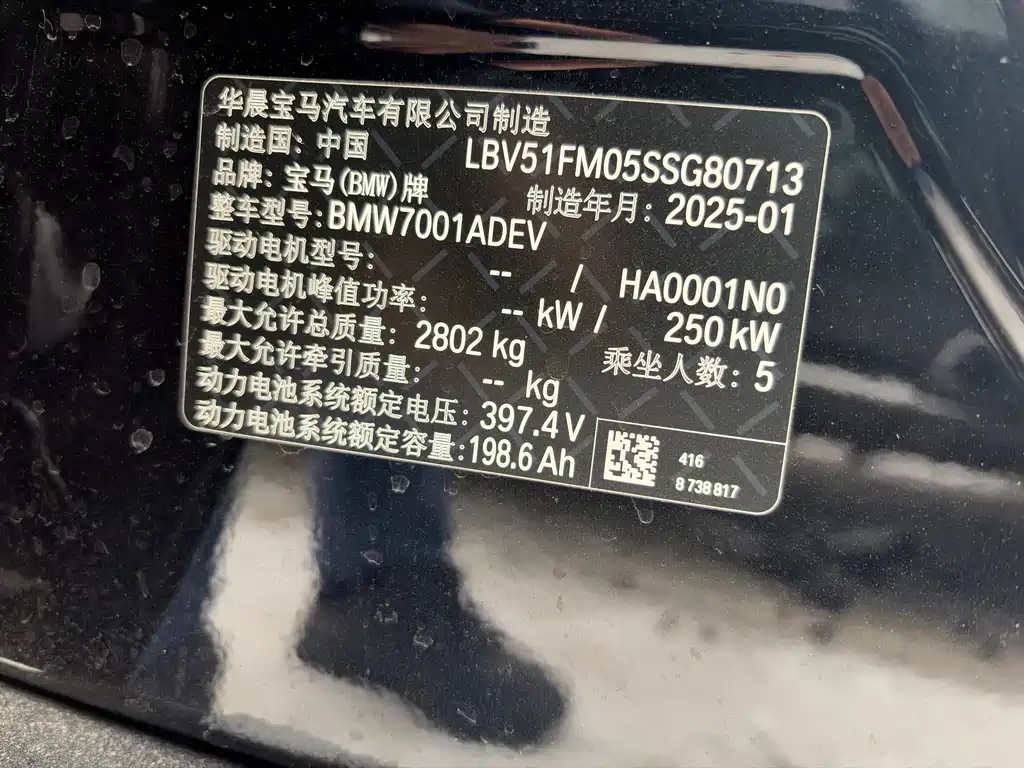 华晨宝马汽车有限公司制造
制造国：中国 LBV51FM05SSG80713
品牌：宝马(BMW)牌 制造年月：2025-01
整车型号：BMW7001ADEV
驱动电机型号： -- / HA0001N0
驱动电机峰值功率： -- kW / 250 kW
最大允许总质量：2802 kg 乘坐人数：5
最大允许牵引质量： -- kg
动力电池系统额定电压：397.4 V
动力电池系统额定容量：198.6 Ah
416
8 738 817